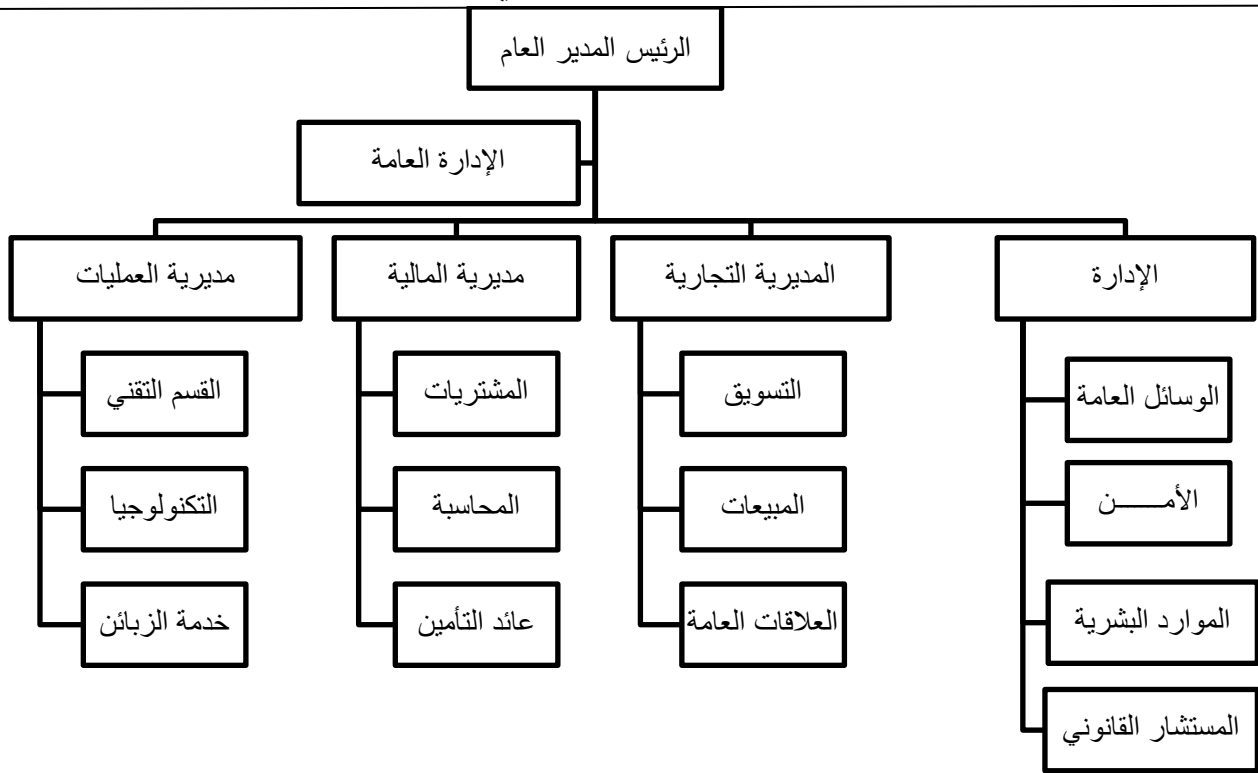 الرئيس المدير العام
الإدارة العامة
الإدارة
المديرية التجارية
مديرية المالية
مديرية العمليات
الوسائل العامة
الأمــــــن
الموارد البشرية
المستشار القانوني
التسويق
المبيعات
العلاقات العامة
المشتريات
المحاسبة
عائد التأمين
القسم التقني
التكنولوجيا
خدمة الزبائن